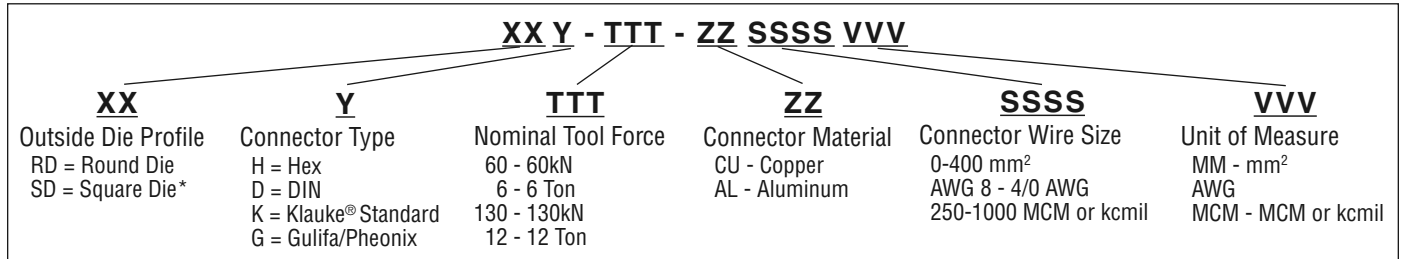 XX Y - TTT - ZZ SSSS VVV
XX
Outside Die Profile
RD = Round Die
SD = Square Die*
Y
Connector Type
H = Hex
D = DIN
K = Klauke® Standard
G = Gulifa/Pheonix
TTT
Nominal Tool Force
60 - 60kN
6 - 6 Ton
130 - 130kN
12 - 12 Ton
ZZ
Connector Material
CU - Copper
AL - Aluminum
SSSS
Connector Wire Size
0-400 mm²
AWG 8 - 4/0 AWG
250-1000 MCM or kcmil
VVV
Unit of Measure
MM - mm²
AWG
MCM - MCM or kcmil